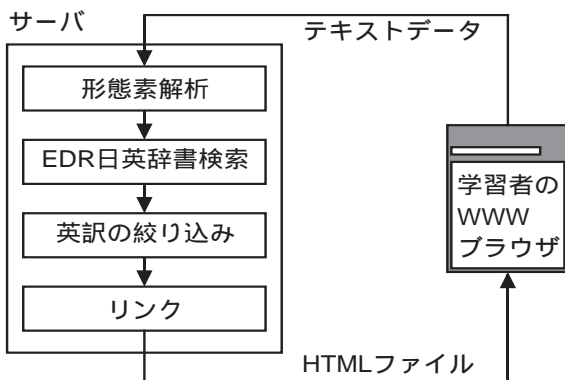 サーバ
テキストデータ
形態素解析
EDR日英辞書検索
英訳の絞り込み
リンク
学習者の
WWW
ブラウザ
HTMLファイル